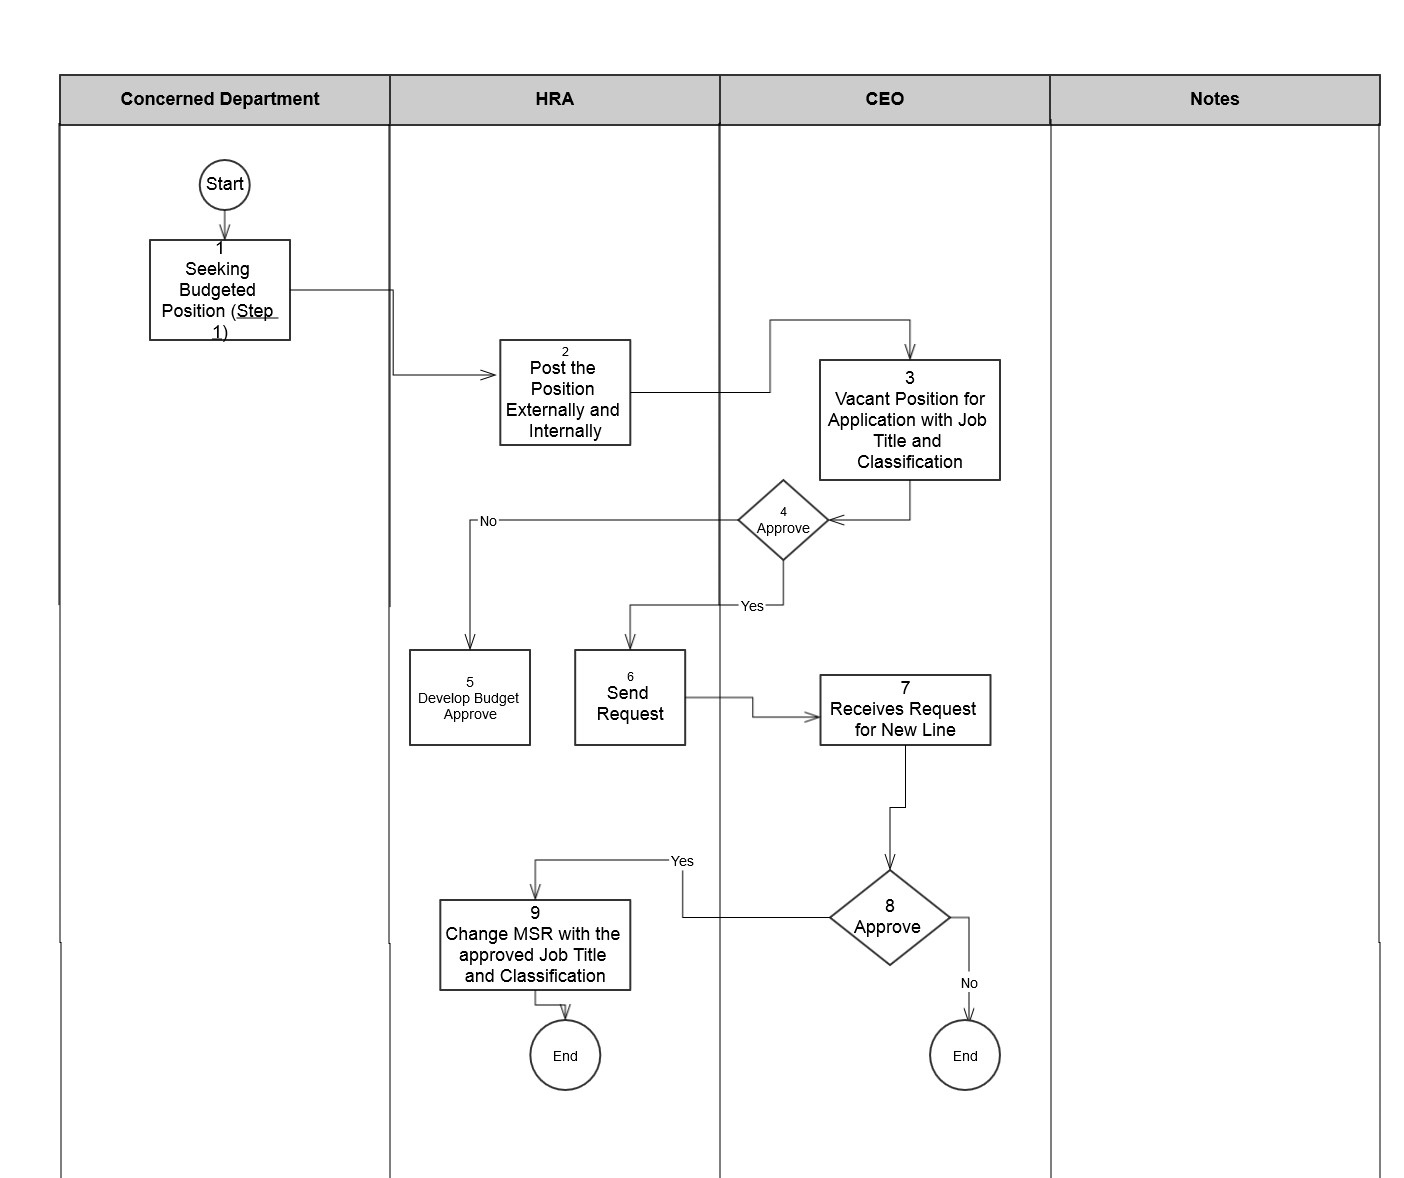 Concerned Department
HRA
CEO
Notes
Start
1
Seeking
Budgeted
Position (Step
1)
2
Post the
Position
Externally and
Internally
3
Vacant Position for
Application with Job
Title and
Classification
4
Approve
No
Yes
5
Develop Budget
Approve
6
Send
Request
7
Receives Request
for New Line
Yes
8
Approve
9
Change MSR with the
approved Job Title
and Classification
No
End
End